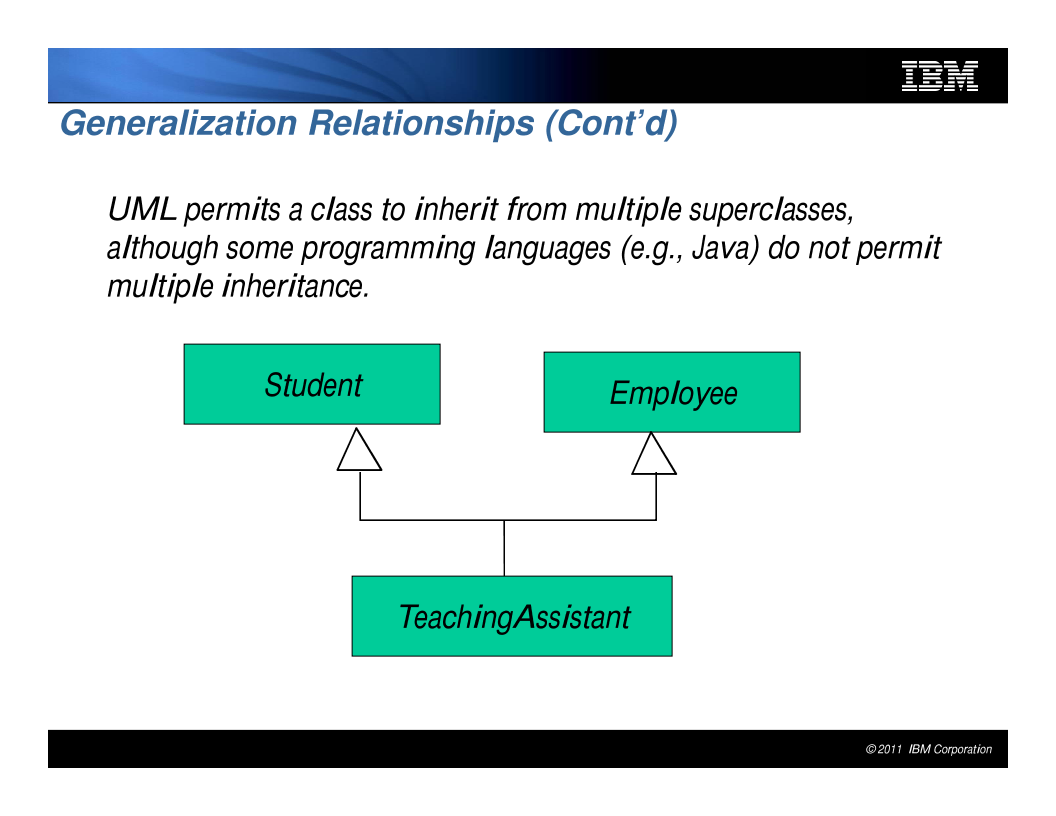 IBM
Generalization Relationships (Cont’d)
UML permits a class to inherit from multiple superclasses,
although some programming languages (e.g., Java) do not permit
multiple inheritance.
Student
Employee
TeachingAssistant
© 2011 IBM Corporation